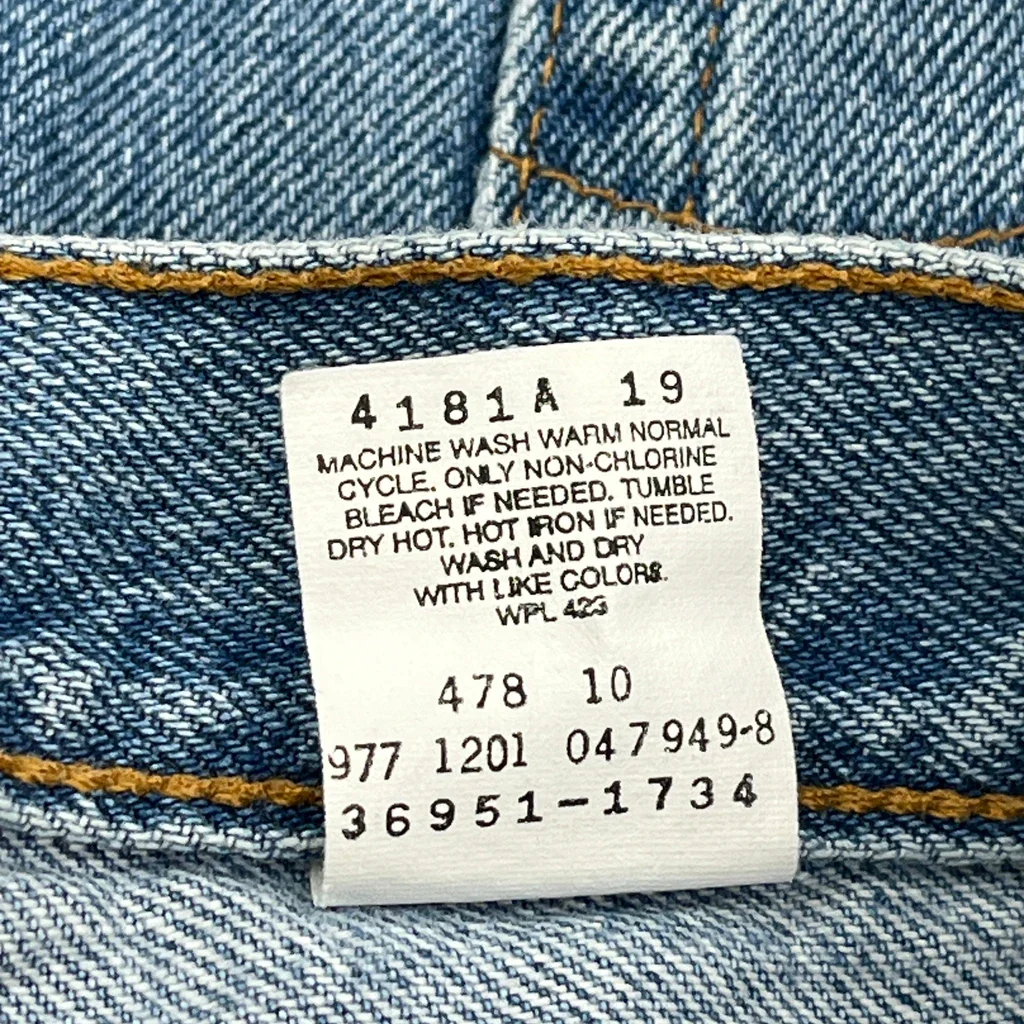 4181A 19
MACHINE WASH WARM NORMAL
CYCLE. ONLY NON-CHLORINE
BLEACH IF NEEDED. TUMBLE
DRY HOT. HOT IRON IF NEEDED.
WASH AND DRY
WITH LIKE COLORS.
WPL 423
478 10
977 1201 047949-8
36951-1734